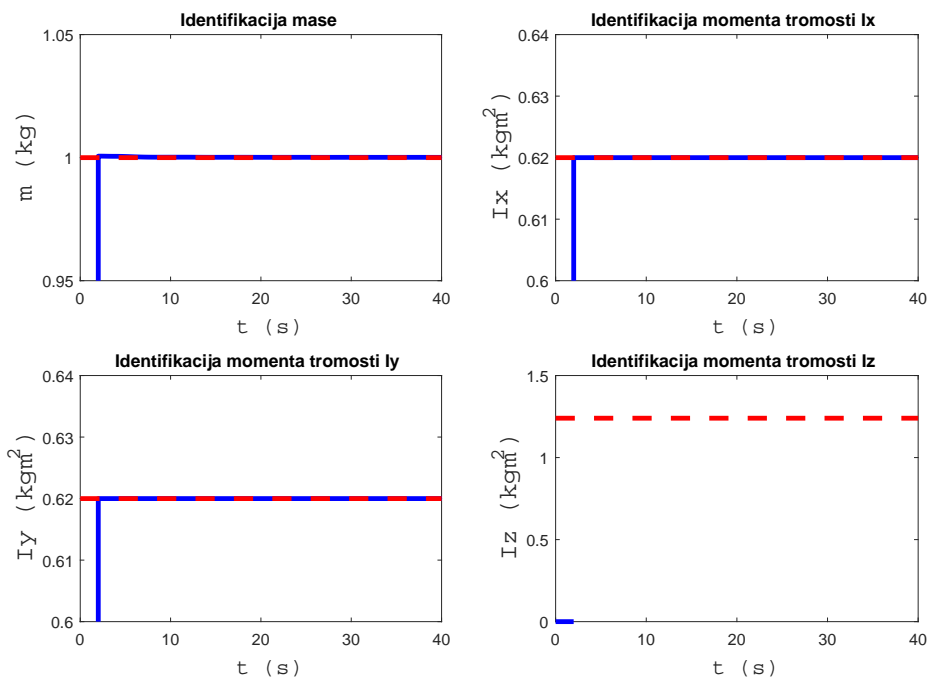 Identifikacija mase
1.05
1
0.95
m (kg)
0 10 20 30 40
t (s)
Identifikacija momenta tromosti Ix
0.64
0.63
0.62
0.61
0.6
Ix (kgm²)
0 10 20 30 40
t (s)
Identifikacija momenta tromosti Iy
0.64
0.63
0.62
0.61
0.6
Iy (kgm²)
0 10 20 30 40
t (s)
Identifikacija momenta tromosti Iz
1.5
1
0.5
0
Iz (kgm²)
0 10 20 30 40
t (s)